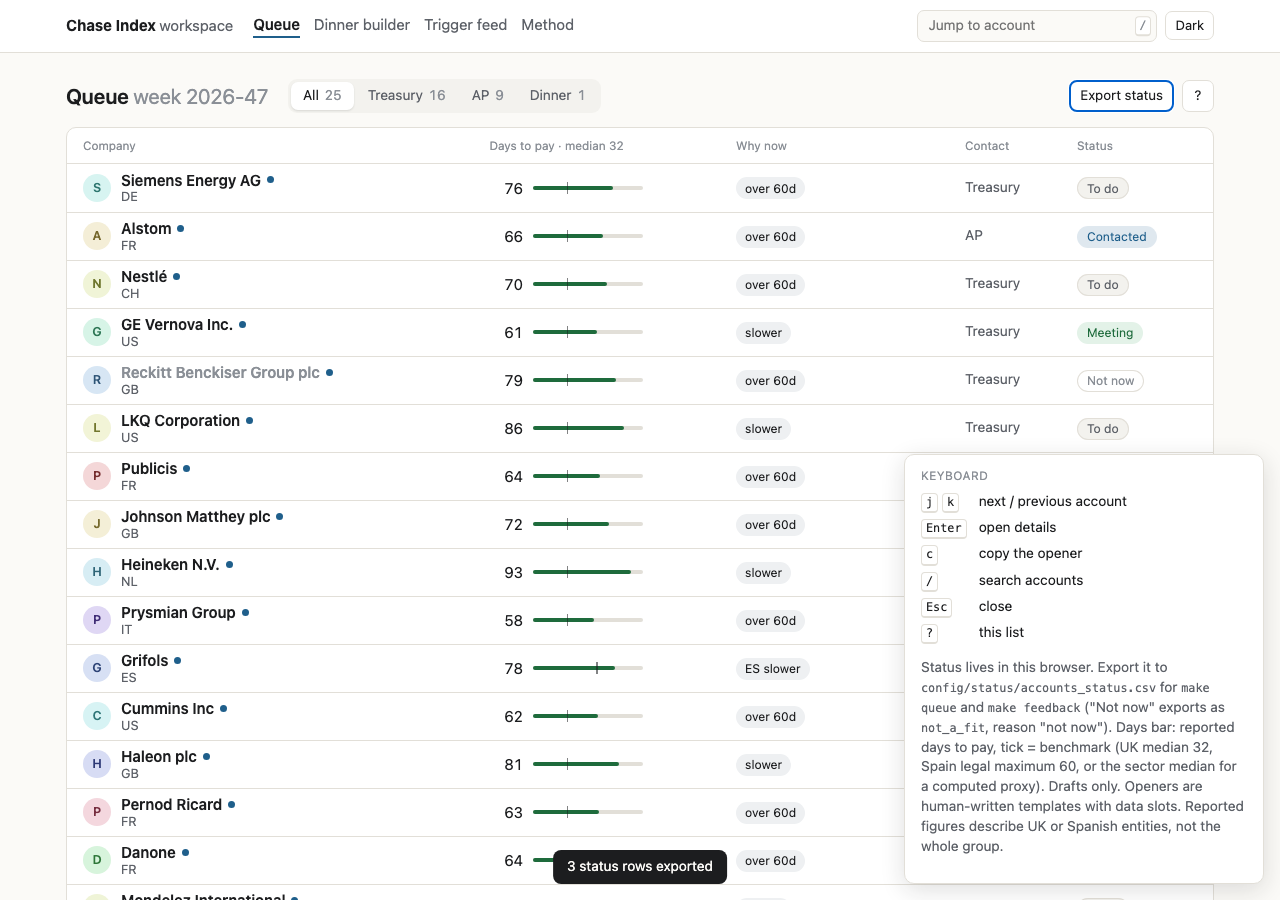 Chase Index workspace Queue Dinner builder Trigger feed Method Jump to account / Dark
Queue week 2026-47 All 25 Treasury 16 AP 9 Dinner 1 Export status ?
Company Days to pay · median 32 Why now Contact Status
S Siemens Energy AG 76 over 60d Treasury To do
DE
A Alstom 66 over 60d AP Contacted
FR
N Nestlé 70 over 60d Treasury To do
CH
G GE Vernova Inc. 61 slower Treasury Meeting
US
R Reckitt Benckiser Group plc 79 over 60d Treasury Not now
GB
L LKQ Corporation 86 slower Treasury To do
US
P Publicis 64 over 60d
FR
J Johnson Matthey plc 72 over 60d
GB
H Heineken N.V. 93 slower
NL
P Prysmian Group 58 over 60d
IT
G Grifols 78 ES slower
ES
C Cummins Inc 62 over 60d
US
H Haleon plc 81 slower
GB
P Pernod Ricard 63 over 60d
FR
D Danone 64 over 60d
FR
Mondelez International
KEYBOARD
j k next / previous account
Enter open details
c copy the opener
/ search accounts
Esc close
? this list
Status lives in this browser. Export it to
config/status/accounts_status.csv for make
queue and make feedback ("Not now" exports as
not_a_fit, reason "not now"). Days bar: reported
days to pay, tick = benchmark (UK median 32,
Spain legal maximum 60, or the sector median for
a computed proxy). Drafts only. Openers are
human-written templates with data slots. Reported
figures describe UK or Spanish entities, not the
whole group.
3 status rows exported